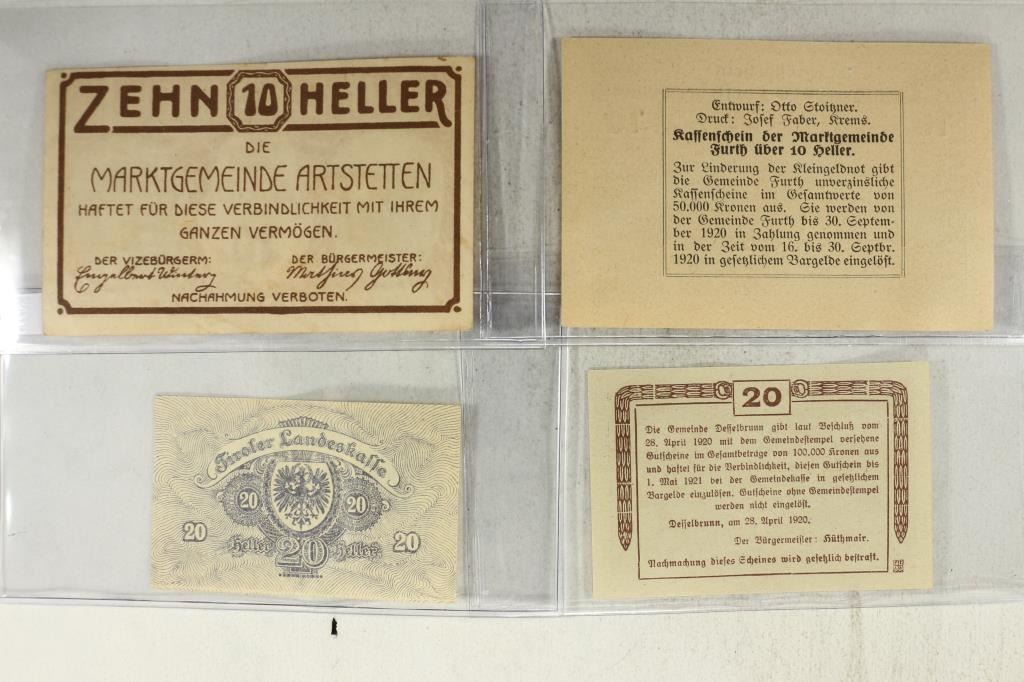 ZEHN 10 HELLER
DIE
MARKTGEMEINDE ARTSTETTEN
HAFTET FÜR DIESE VERBINDLICHKEIT MIT IHREM
GANZEN VERMÖGEN.
DER VIZEBÜRGERM: DER BÜRGERMEISTER:
Engelbert
NACHAHMUNG VERBOTEN.
Entwurf: Otto Stoitzner.
Druck: Josef Faber, Krems.
Kassenschein der Marktgemeinde
Furth über 10 Heller.
Zur Linderung der Kleingeldnot gibt
die Gemeinde Furth unverzinsliche
Kassenscheine im Gesamtwerte von
50.000 Kronen aus. Sie werden von
der Gemeinde Furth bis 30. Septem-
ber 1920 in Zahlung genommen und
in der Zeit vom 16. bis 30. Septbr.
1920 in gesetzlichem Bargelde eingelöst.
Tiroler Landeskasse
20 20
20 Heller 20 Heller 20
20
Die Gemeinde Desselbrunn gibt laut Beschluß vom
28. April 1920 mit dem Gemeindestempel versehene
Gutscheine im Gesamtbetrage von 100.000 Kronen aus
und haftet für die Verbindlichkeit, diesen Gutschein bis
1. Mai 1921 bei der Gemeindekasse in gesetzlichem
Bargelde einzulösen. Gutscheine ohne Gemeindestempel
werden nicht eingelöst.
Desselbrunn, am 28. April 1920.
Der Bürgermeister: Hüthmair.
Nachmachung dieses Scheines wird gesetzlich bestraft.